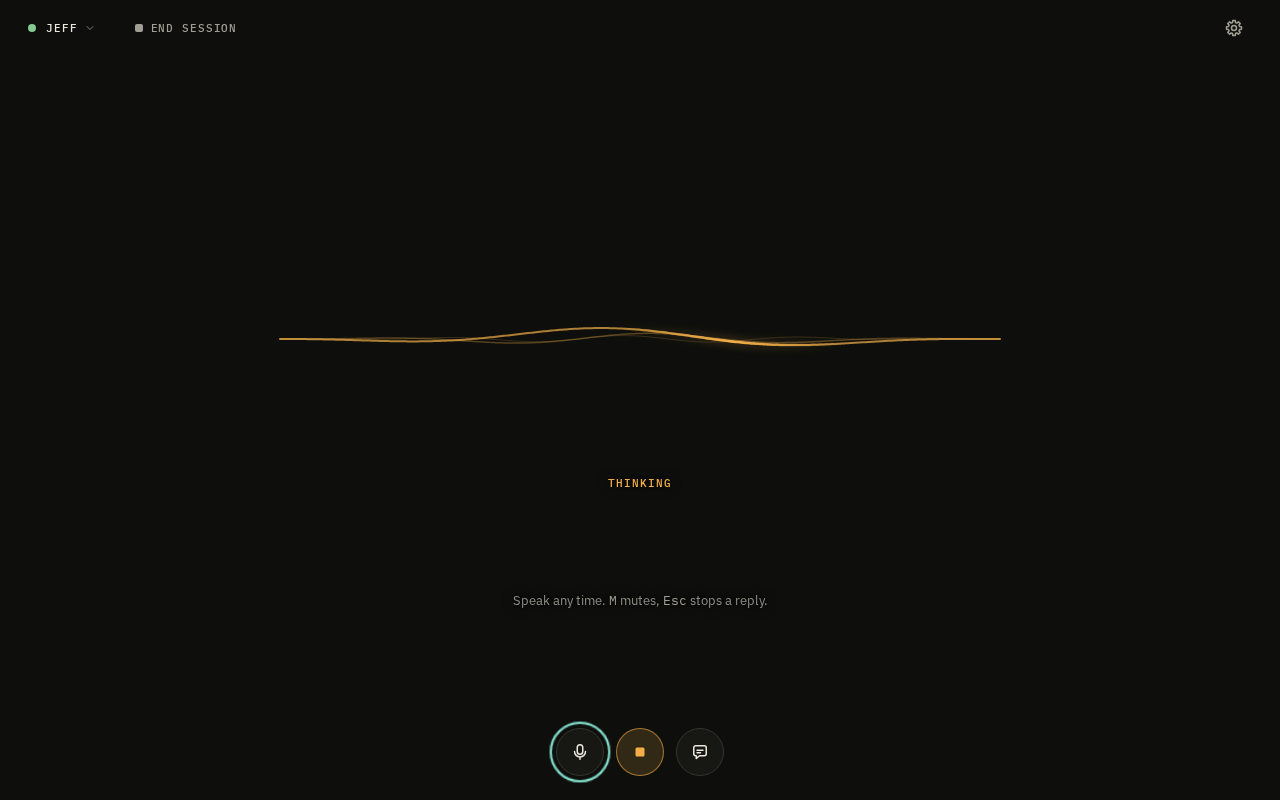 JEFF
END SESSION
THINKING
Speak any time. M mutes, Esc stops a reply.